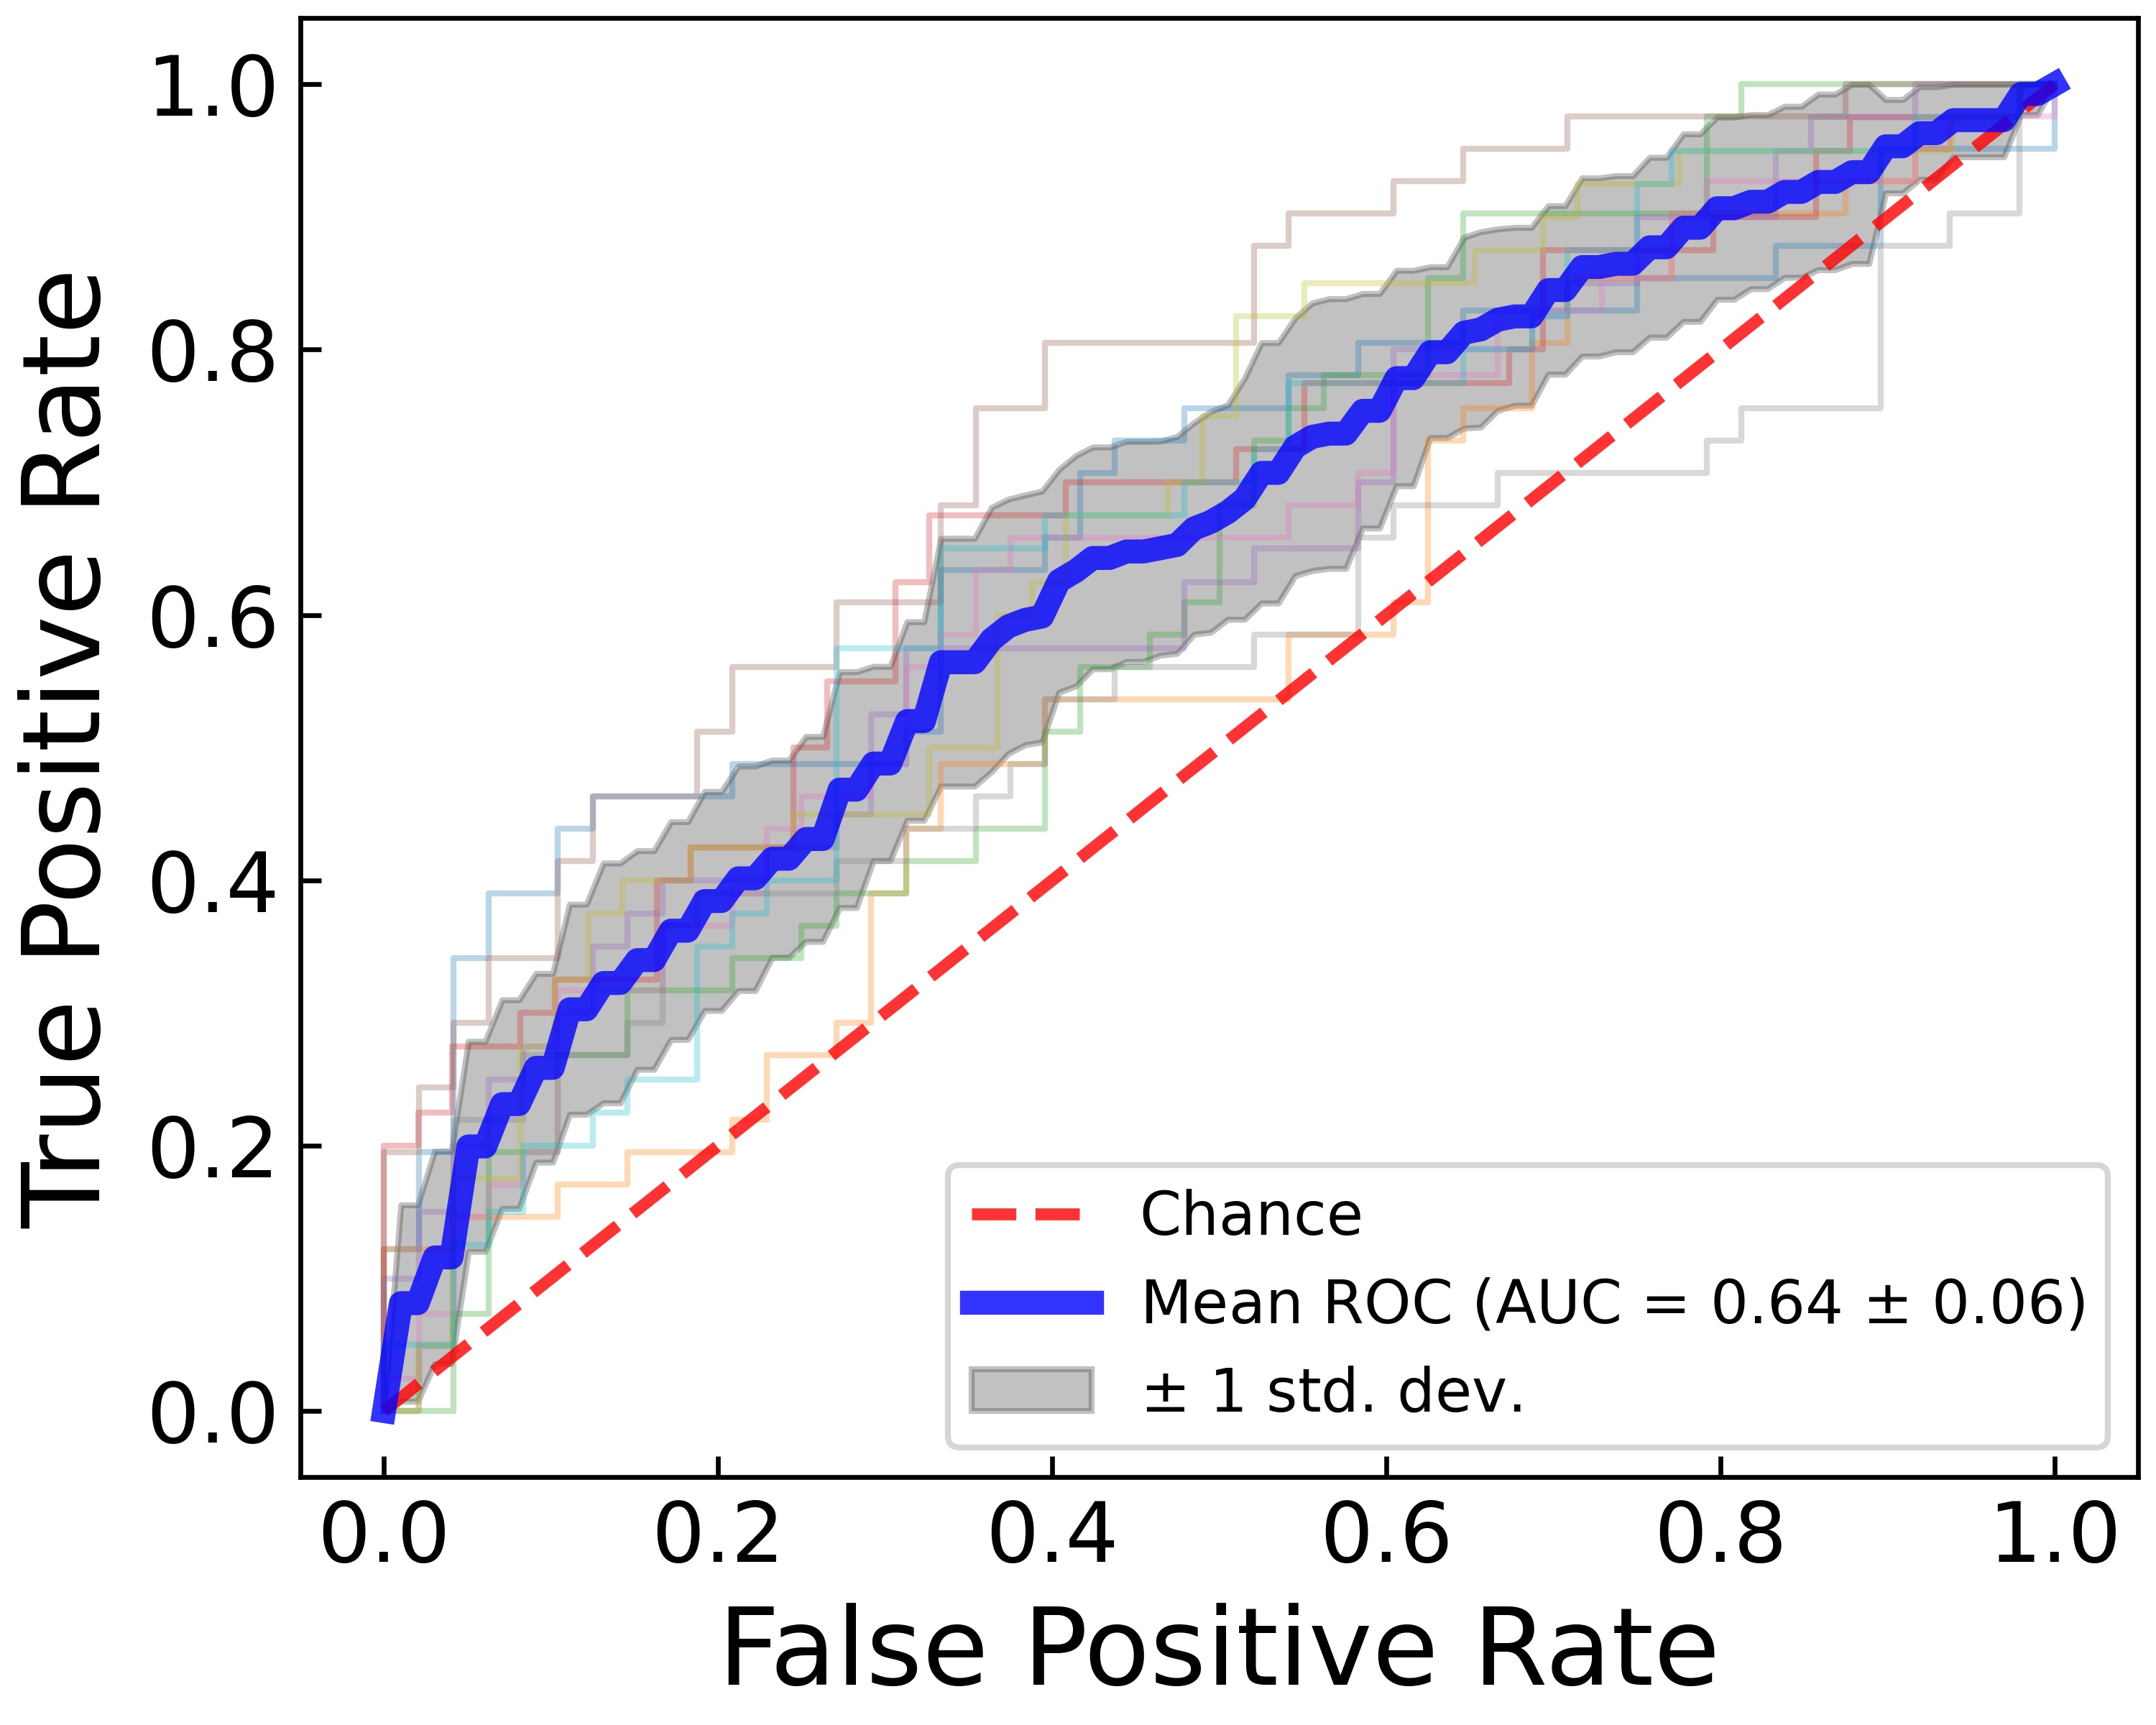 True Positive Rate
1.0
0.8
0.6
0.4
0.2
0.0
Chance
Mean ROC (AUC = 0.64 ± 0.06)
± 1 std. dev.
0.0 0.2 0.4 0.6 0.8 1.0
False Positive Rate